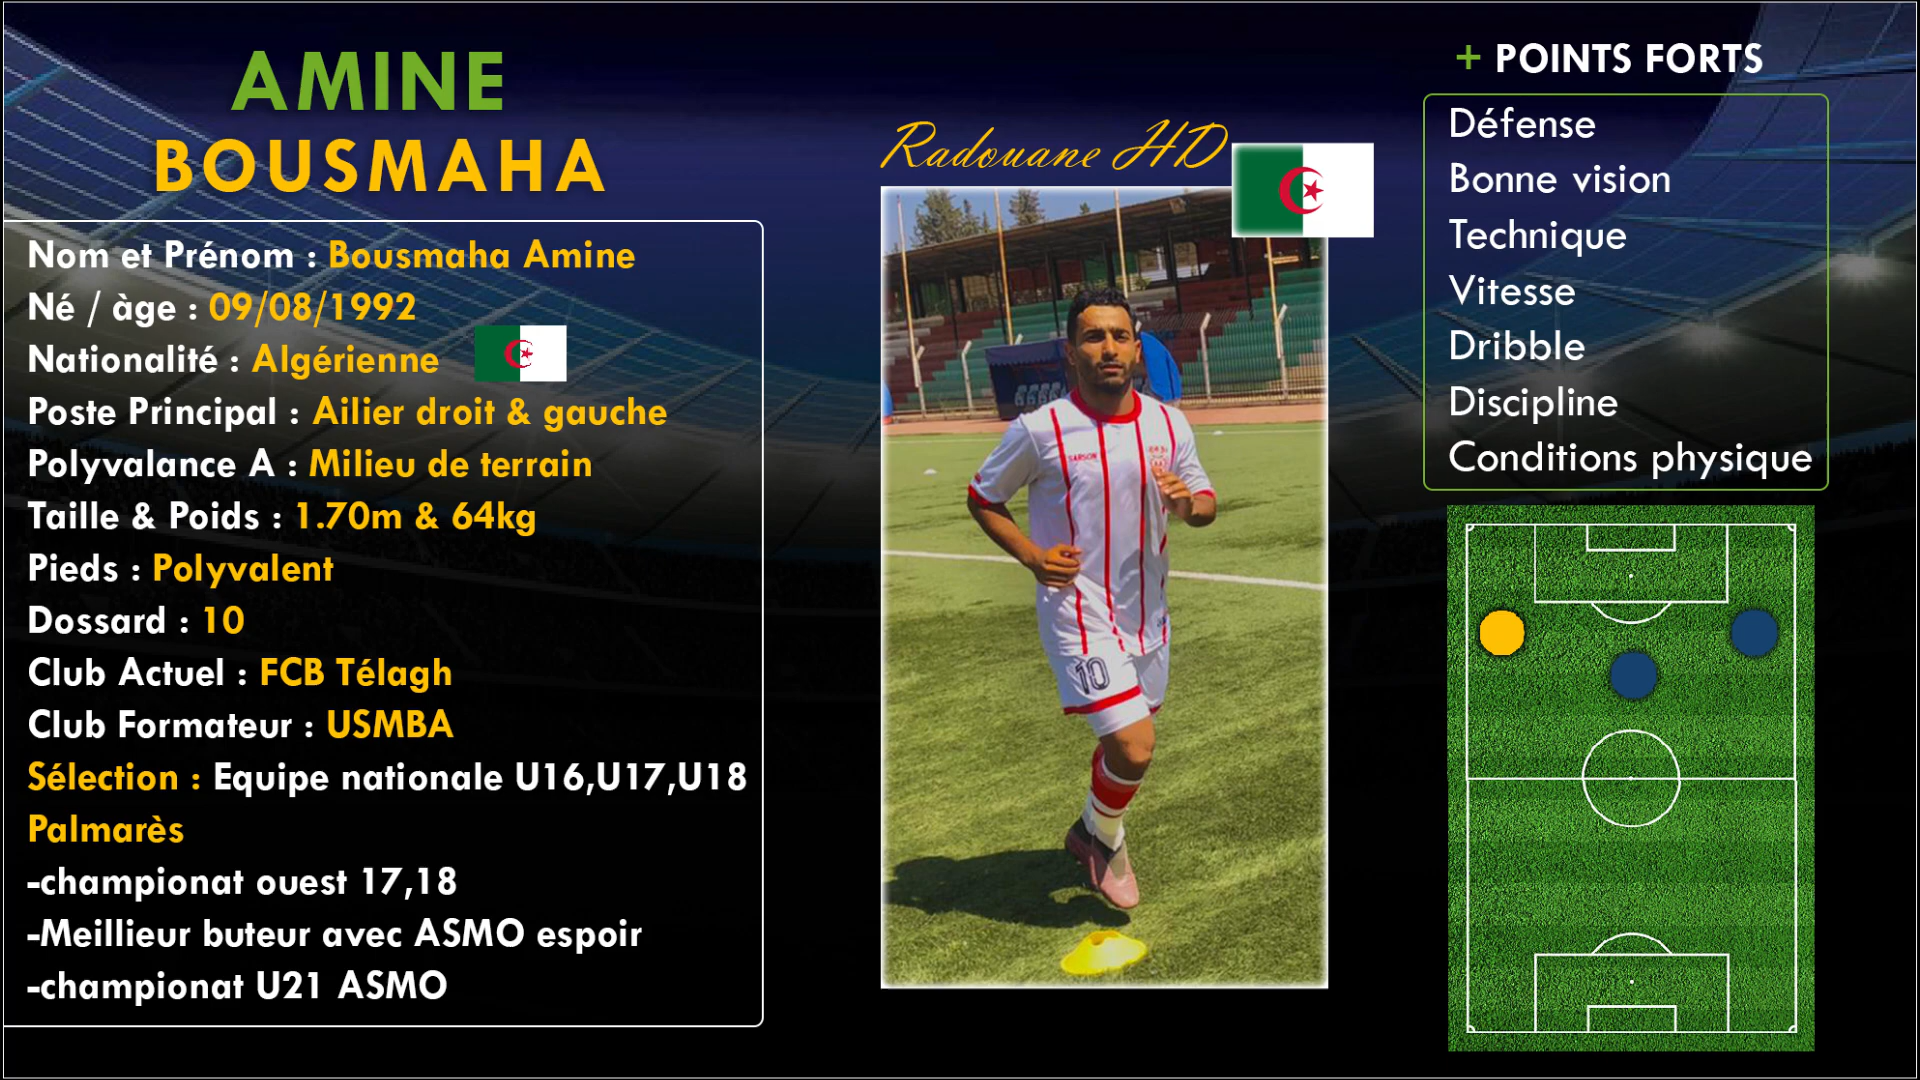 AMINE
BOUSMAHA
Nom et Prénom : Bousmaha Amine
Né / àge : 09/08/1992
Nationalité : Algérienne
Poste Principal : Ailier droit & gauche
Polyvalance A : Milieu de terrain
Taille & Poids : 1.70m & 64kg
Pieds : Polyvalent
Dossard : 10
Club Actuel : FCB Télagh
Club Formateur : USMBA
Sélection : Equipe nationale U16,U17,U18
Palmarès
-championat ouest 17,18
-Meillieur buteur avec ASMO espoir
-championat U21 ASMO
Radouane HD
SARSON
10
+ POINTS FORTS
Défense
Bonne vision
Technique
Vitesse
Dribble
Discipline
Conditions physique